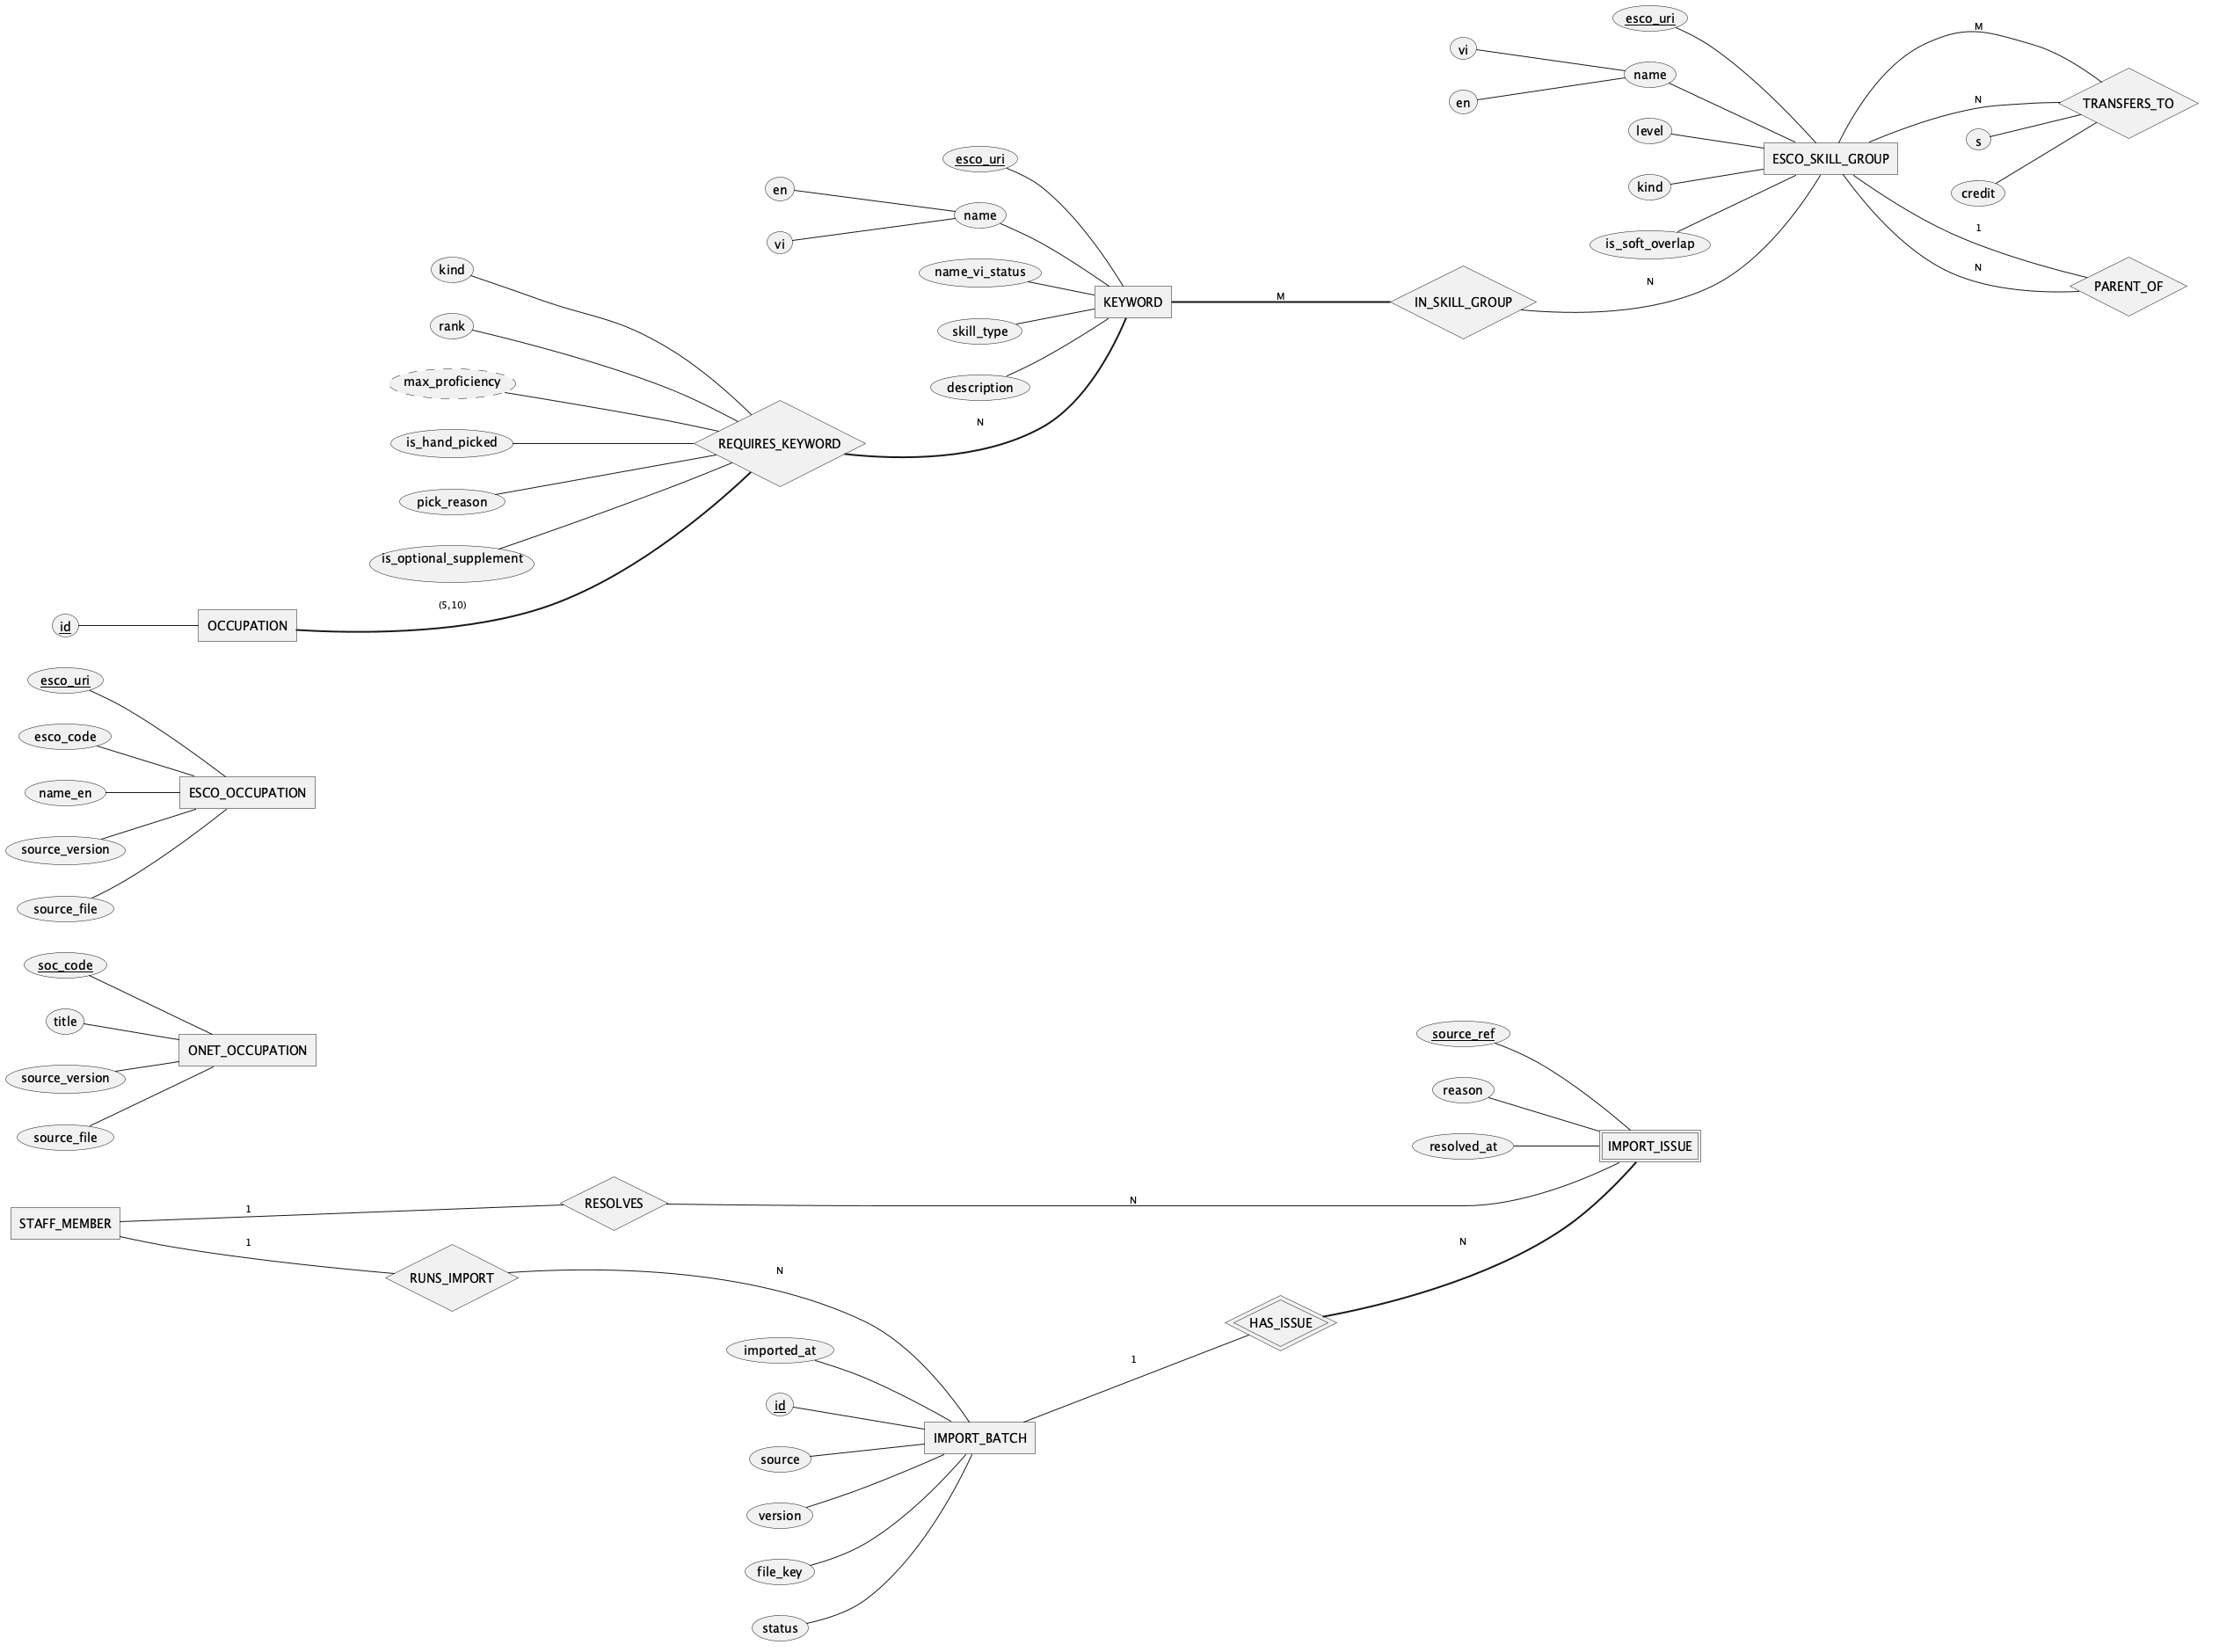 esco_uri
vi
name
en
level
kind
is_soft_overlap
ESCO_SKILL_GROUP
M
N
TRANSFERS_TO
s
credit
1
N
PARENT_OF
esco_uri
en
name
vi
name_vi_status
skill_type
description
KEYWORD
M
IN_SKILL_GROUP
N
kind
rank
max_proficiency
is_hand_picked
pick_reason
is_optional_supplement
REQUIRES_KEYWORD
N
(5,10)
id
OCCUPATION
esco_uri
esco_code
name_en
source_version
source_file
ESCO_OCCUPATION
soc_code
title
source_version
source_file
ONET_OCCUPATION
source_ref
reason
resolved_at
IMPORT_ISSUE
STAFF_MEMBER
1
RESOLVES
N
1
RUNS_IMPORT
N
N
HAS_ISSUE
1
imported_at
id
source
version
file_key
status
IMPORT_BATCH